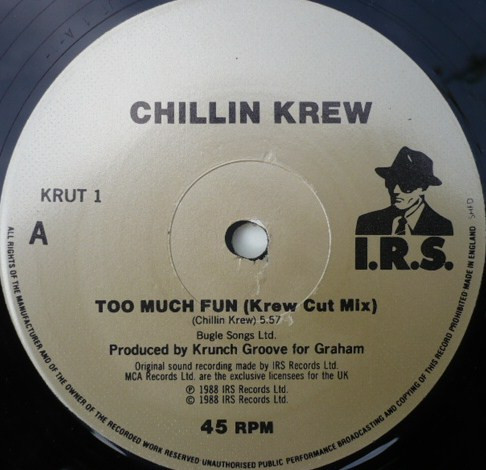 CHILLIN KREW
KRUT 1
A
I.R.S.
TOO MUCH FUN (Krew Cut Mix)
(Chillin Krew) 5.57
Bugle Songs Ltd.
Produced by Krunch Groove for Graham
Original sound recording made by IRS Records Ltd.
MCA Records Ltd. are the exclusive licensees for the UK
℗ 1988 IRS Records Ltd.
© 1988 IRS Records Ltd.
45 RPM
ALL RIGHTS OF THE MANUFACTURER AND OF THE OWNER OF THE RECORDED WORK RESERVED UNAUTHORISED PUBLIC PERFORMANCE BROADCASTING AND COPYING OF THIS RECORD PROHIBITED·MADE IN ENGLAND